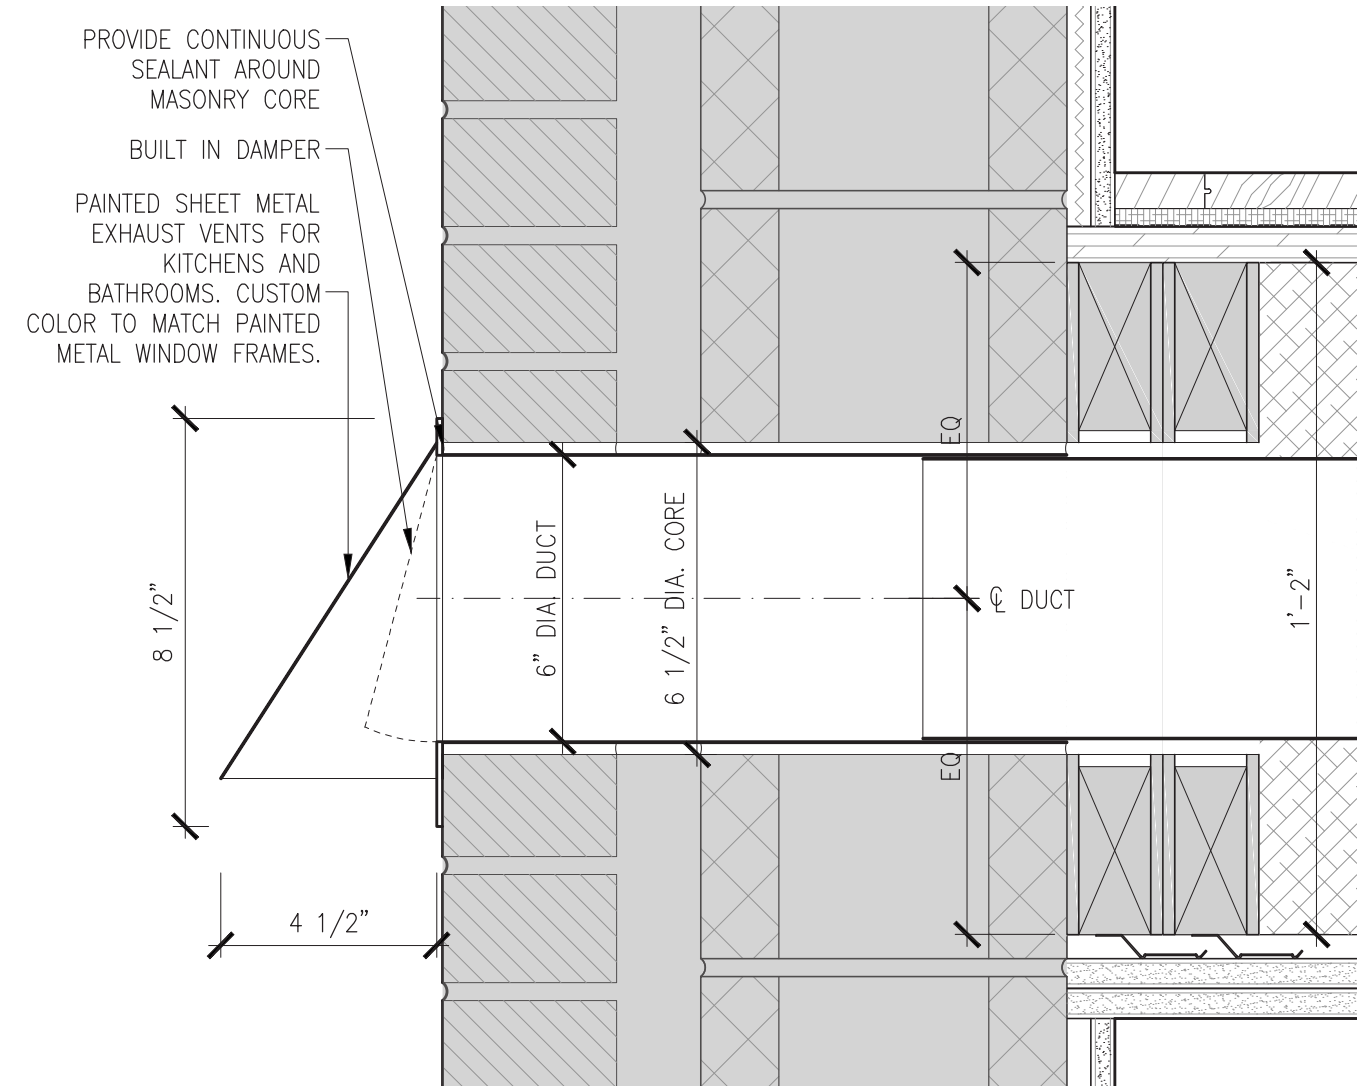 PROVIDE CONTINUOUS
SEALANT AROUND
MASONRY CORE
BUILT IN DAMPER
PAINTED SHEET METAL
EXHAUST VENTS FOR
KITCHENS AND
BATHROOMS. CUSTOM
COLOR TO MATCH PAINTED
METAL WINDOW FRAMES.
8 1/2”
4 1/2”
6” DIA. DUCT
6 1/2” DIA. CORE
EQ
℄ DUCT
EQ
1’-2”